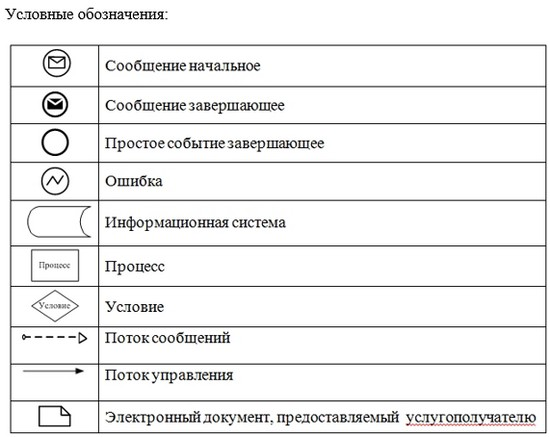 Условные обозначения:
Сообщение начальное
Сообщение завершающее
Простое событие завершающее
Ошибка
Информационная система
Процесс Процесс
Условие Условие
Поток сообщений
Поток управления
Электронный документ, предоставляемый услугополучателю